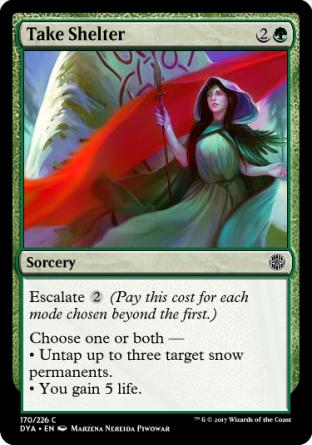 Take Shelter 2
Sorcery
Escalate 2 (Pay this cost for each
mode chosen beyond the first.)
Choose one or both —
• Untap up to three target snow
permanents.
• You gain 5 life.
170/226 C
DYA • EN Marzena Nereida Piwowar
™ & © 2017 Wizards of the Coast